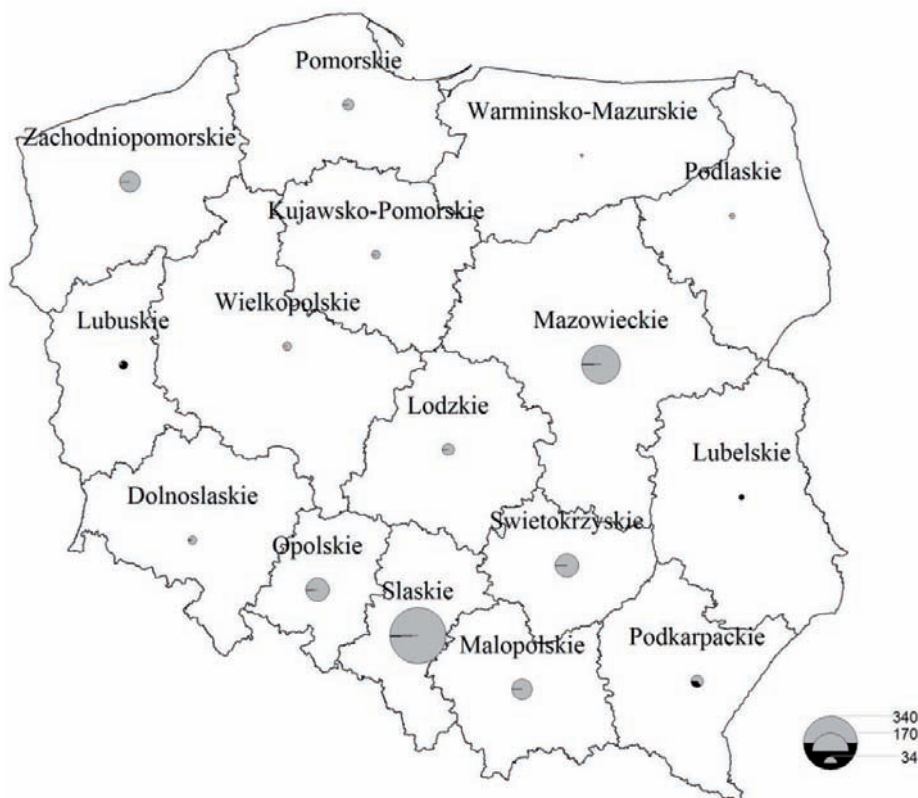 Pomorskie
Warminsko-Mazurskie
Zachodniopomorskie
Podlaskie
Kujawsko-Pomorskie
Wielkopolskie
Lubuskie
Mazowieckie
Lodzkie
Lubelskie
Dolnoslaskie
Swietokrzyskie
Opolskie
Slaskie
Malopolskie
Podkarpackie
340
170
34